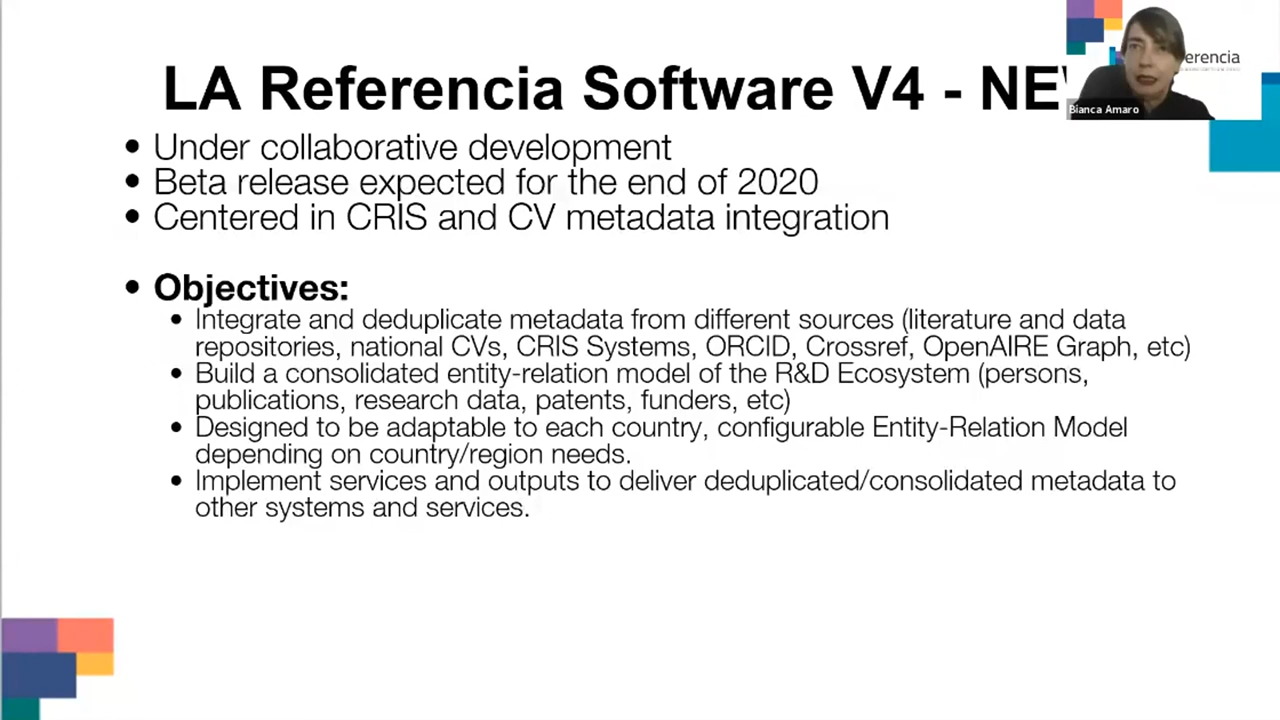 LA Referencia Software V4 - NEW
erencia
Bianca Amaro
• Under collaborative development
• Beta release expected for the end of 2020
• Centered in CRIS and CV metadata integration
• Objectives:
• Integrate and deduplicate metadata from different sources (literature and data
repositories, national CVs, CRIS Systems, ORCID, Crossref, OpenAIRE Graph, etc)
• Build a consolidated entity-relation model of the R&D Ecosystem (persons,
publications, research data, patents, funders, etc)
• Designed to be adaptable to each country, configurable Entity-Relation Model
depending on country/region needs.
• Implement services and outputs to deliver deduplicated/consolidated metadata to
other systems and services.